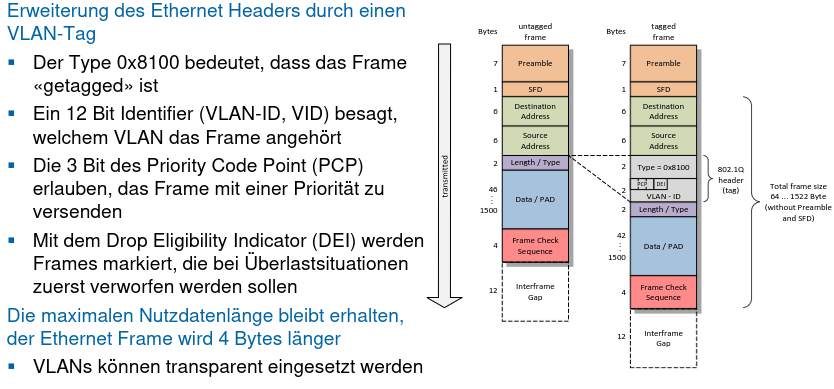 Erweiterung des Ethernet Headers durch einen
VLAN-Tag
▪ Der Type 0x8100 bedeutet, dass das Frame
«getagged» ist
▪ Ein 12 Bit Identifier (VLAN-ID, VID) besagt,
welchem VLAN das Frame angehört
▪ Die 3 Bit des Priority Code Point (PCP)
erlauben, das Frame mit einer Priorität zu
versenden
▪ Mit dem Drop Eligibility Indicator (DEI) werden
Frames markiert, die bei Überlastsituationen
zuerst verworfen werden sollen
Die maximalen Nutzdatenlänge bleibt erhalten,
der Ethernet Frame wird 4 Bytes länger
▪ VLANs können transparent eingesetzt werden
transmitted
Bytes
untagged
frame
7 Preamble
1 SFD
6 Destination
Address
6 Source
Address
2 Length / Type
46
⋮
1500
Data / PAD
4 Frame Check
Sequence
12 Interframe
Gap
Bytes
tagged
frame
7 Preamble
1 SFD
6 Destination
Address
6 Source
Address
2 Type = 0x8100
2 PCP DEI
VLAN - ID
2 Length / Type
42
⋮
1500
Data / PAD
4 Frame Check
Sequence
12 Interframe
Gap
802.1Q
header
(tag)
Total frame size
64 ... 1522 Byte
(without Preamble
and SFD)